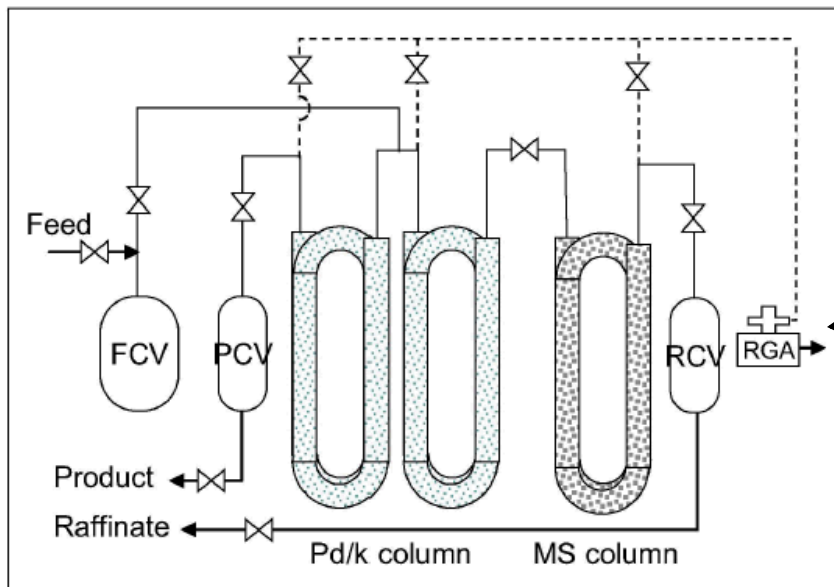 Feed
FCV
PCV
RCV
RGA
Product
Raffinate
Pd/k column
MS column